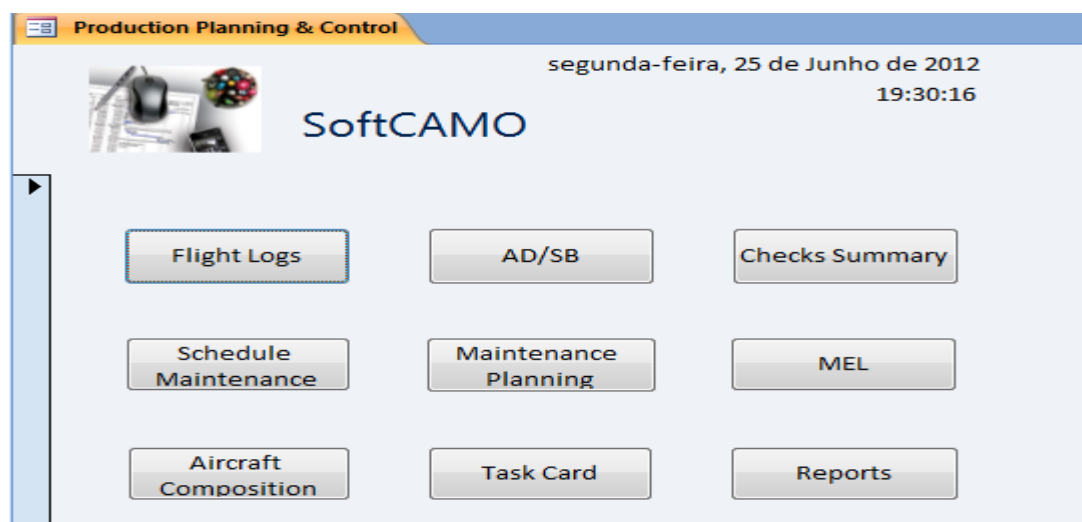 Production Planning & Control
segunda-feira, 25 de Junho de 2012
19:30:16
SoftCAMO
Flight Logs
AD/SB
Checks Summary
Schedule
Maintenance
Maintenance
Planning
MEL
Aircraft
Composition
Task Card
Reports